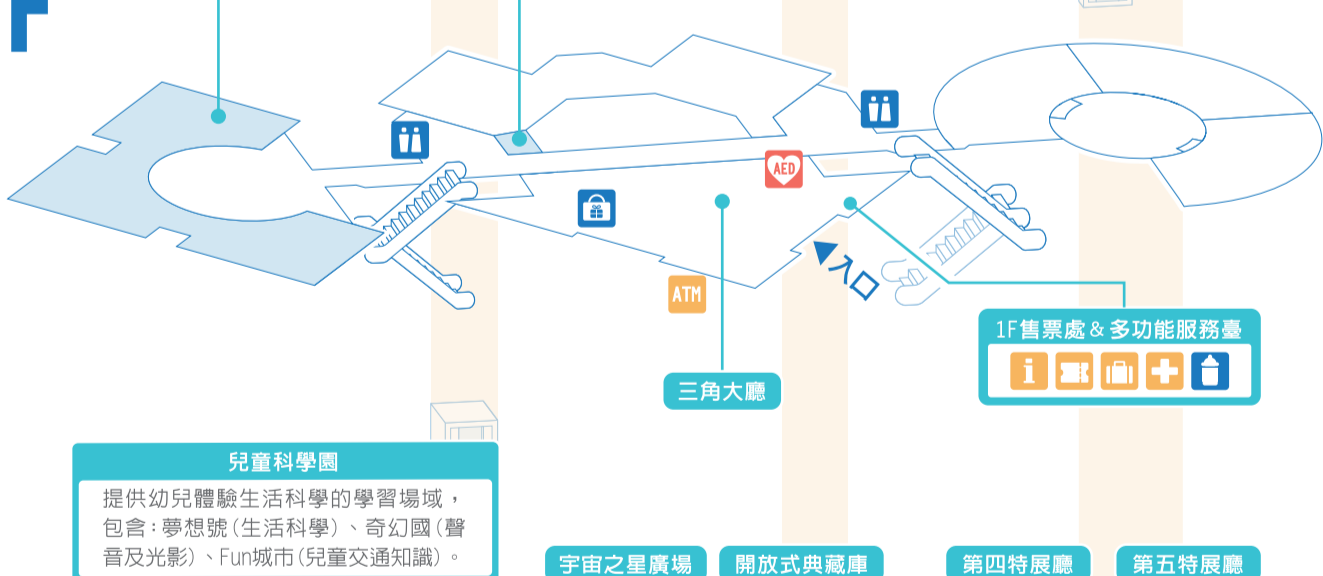 AED
入口
ATM
1F售票處&多功能服務臺
i
三角大廳
兒童科學園
提供幼兒體驗生活科學的學習場域，
包含：夢想號(生活科學)、奇幻國(聲
音及光影)、Fun城市(兒童交通知識)。
宇宙之星廣場
開放式典藏庫
第四特展廳
第五特展廳